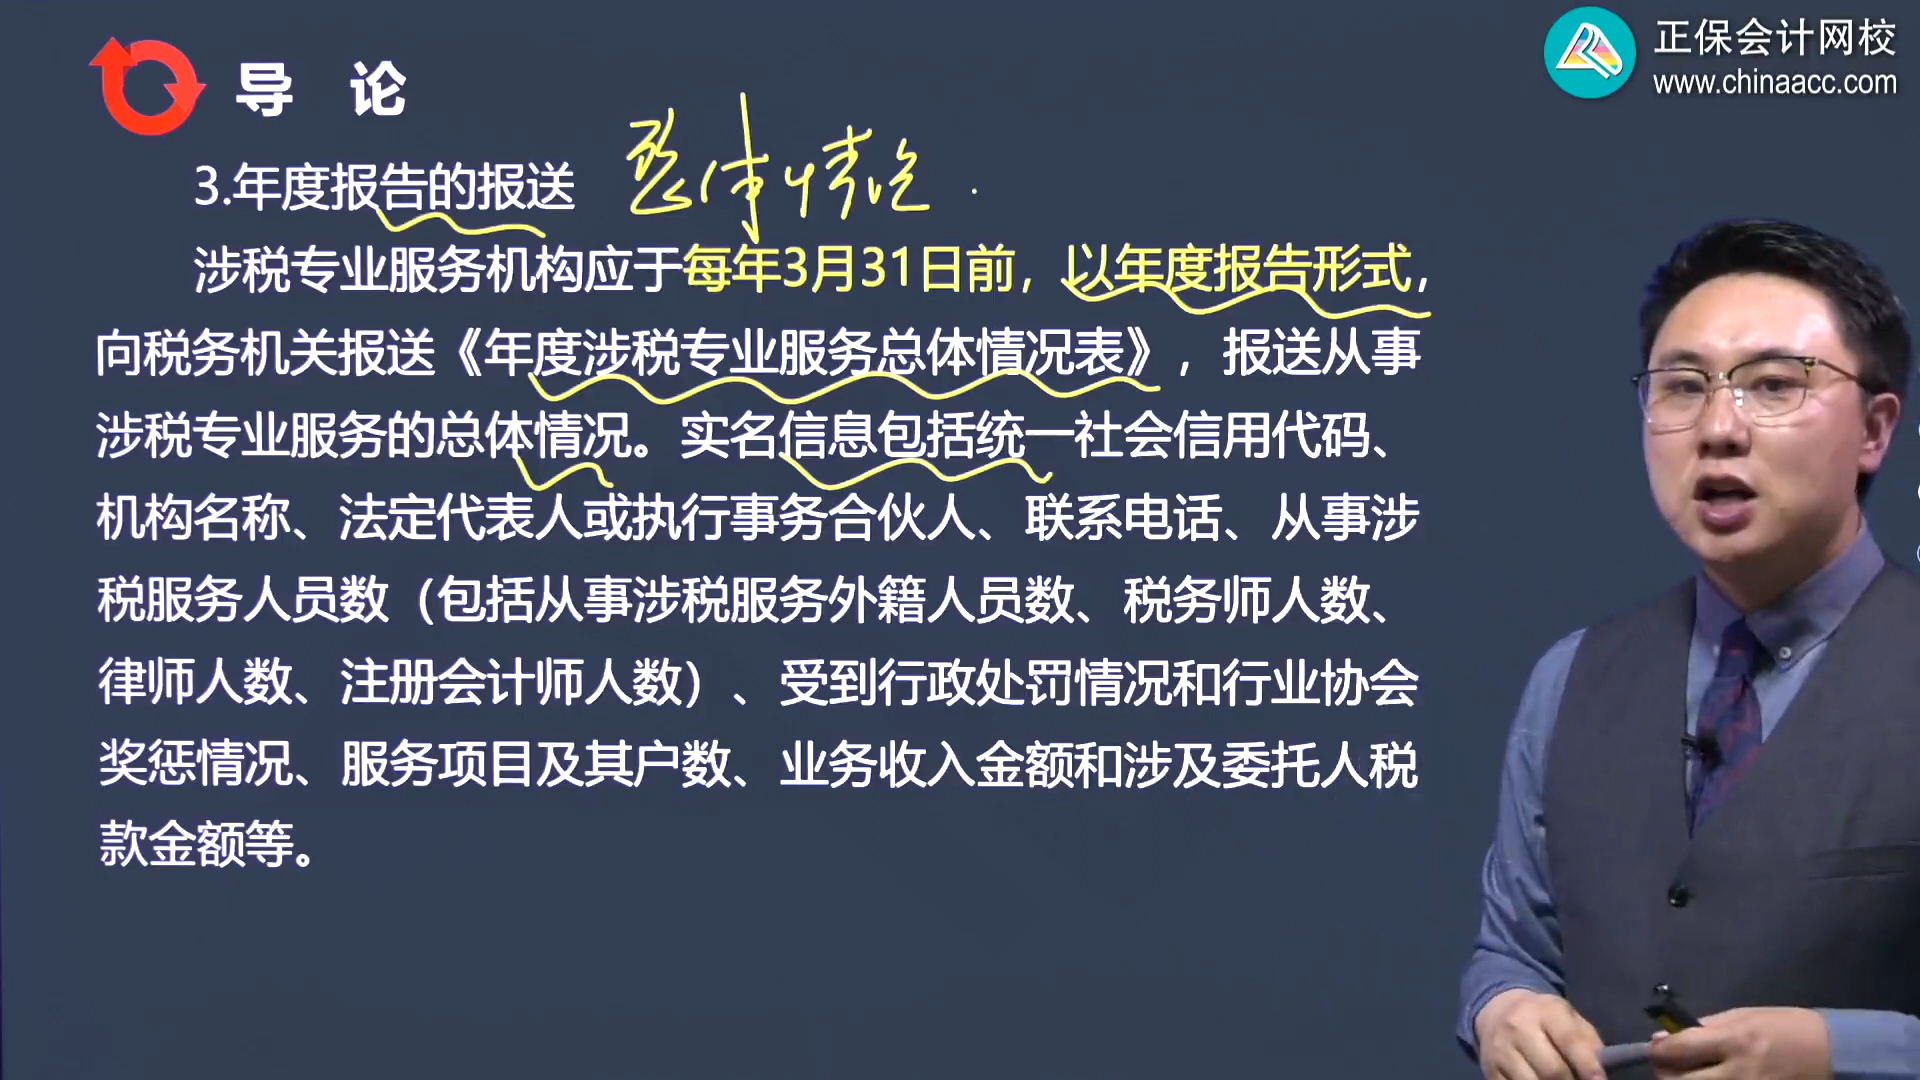 正保会计网校
www.chinaacc.com
导 论
整体情况.
3.年度报告的报送
涉税专业服务机构应于每年3月31日前，以年度报告形式，
向税务机关报送《年度涉税专业服务总体情况表》，报送从事
涉税专业服务的总体情况。实名信息包括统一社会信用代码、
机构名称、法定代表人或执行事务合伙人、联系电话、从事涉
税服务人员数（包括从事涉税服务外籍人员数、税务师人数、
律师人数、注册会计师人数）、受到行政处罚情况和行业协会
奖惩情况、服务项目及其户数、业务收入金额和涉及委托人税
款金额等。